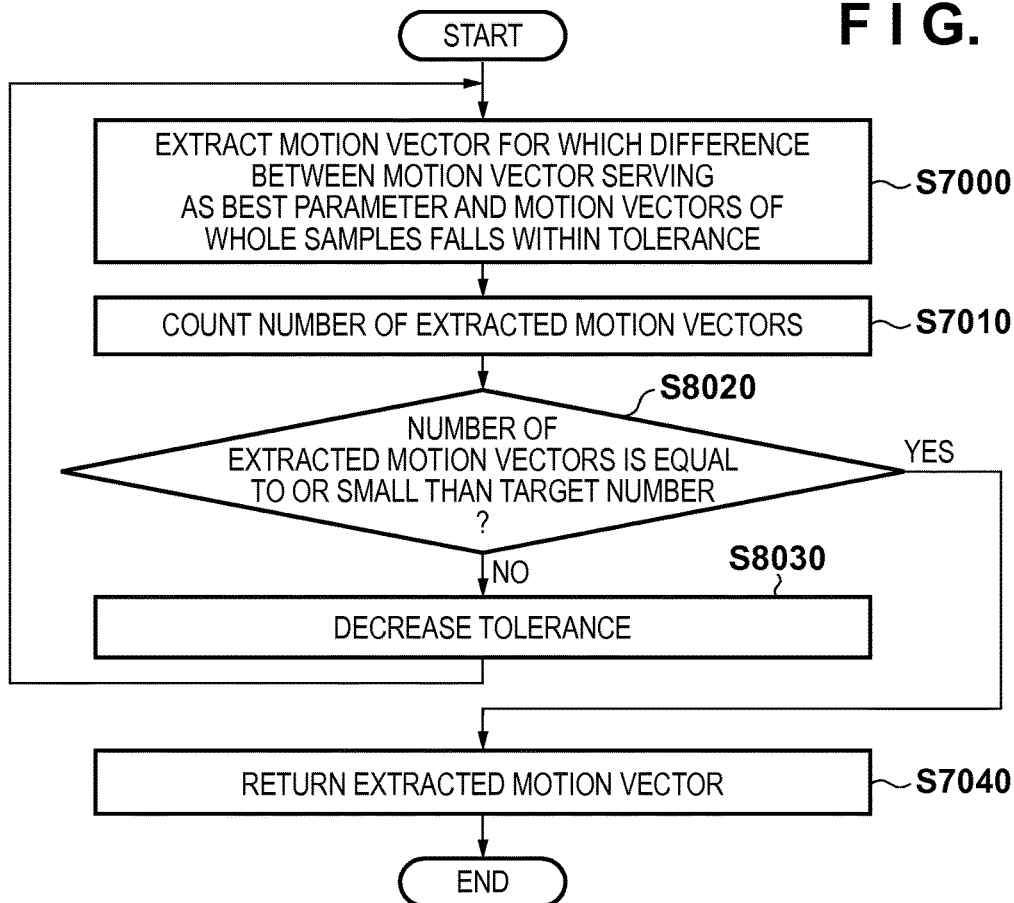 F I G.
START
EXTRACT MOTION VECTOR FOR WHICH DIFFERENCE
BETWEEN MOTION VECTOR SERVING
AS BEST PARAMETER AND MOTION VECTORS OF
WHOLE SAMPLES FALLS WITHIN TOLERANCE
S7000
COUNT NUMBER OF EXTRACTED MOTION VECTORS
S7010
S8020
NUMBER OF
EXTRACTED MOTION VECTORS IS EQUAL
TO OR SMALL THAN TARGET NUMBER
?
YES
NO
S8030
DECREASE TOLERANCE
RETURN EXTRACTED MOTION VECTOR
S7040
END